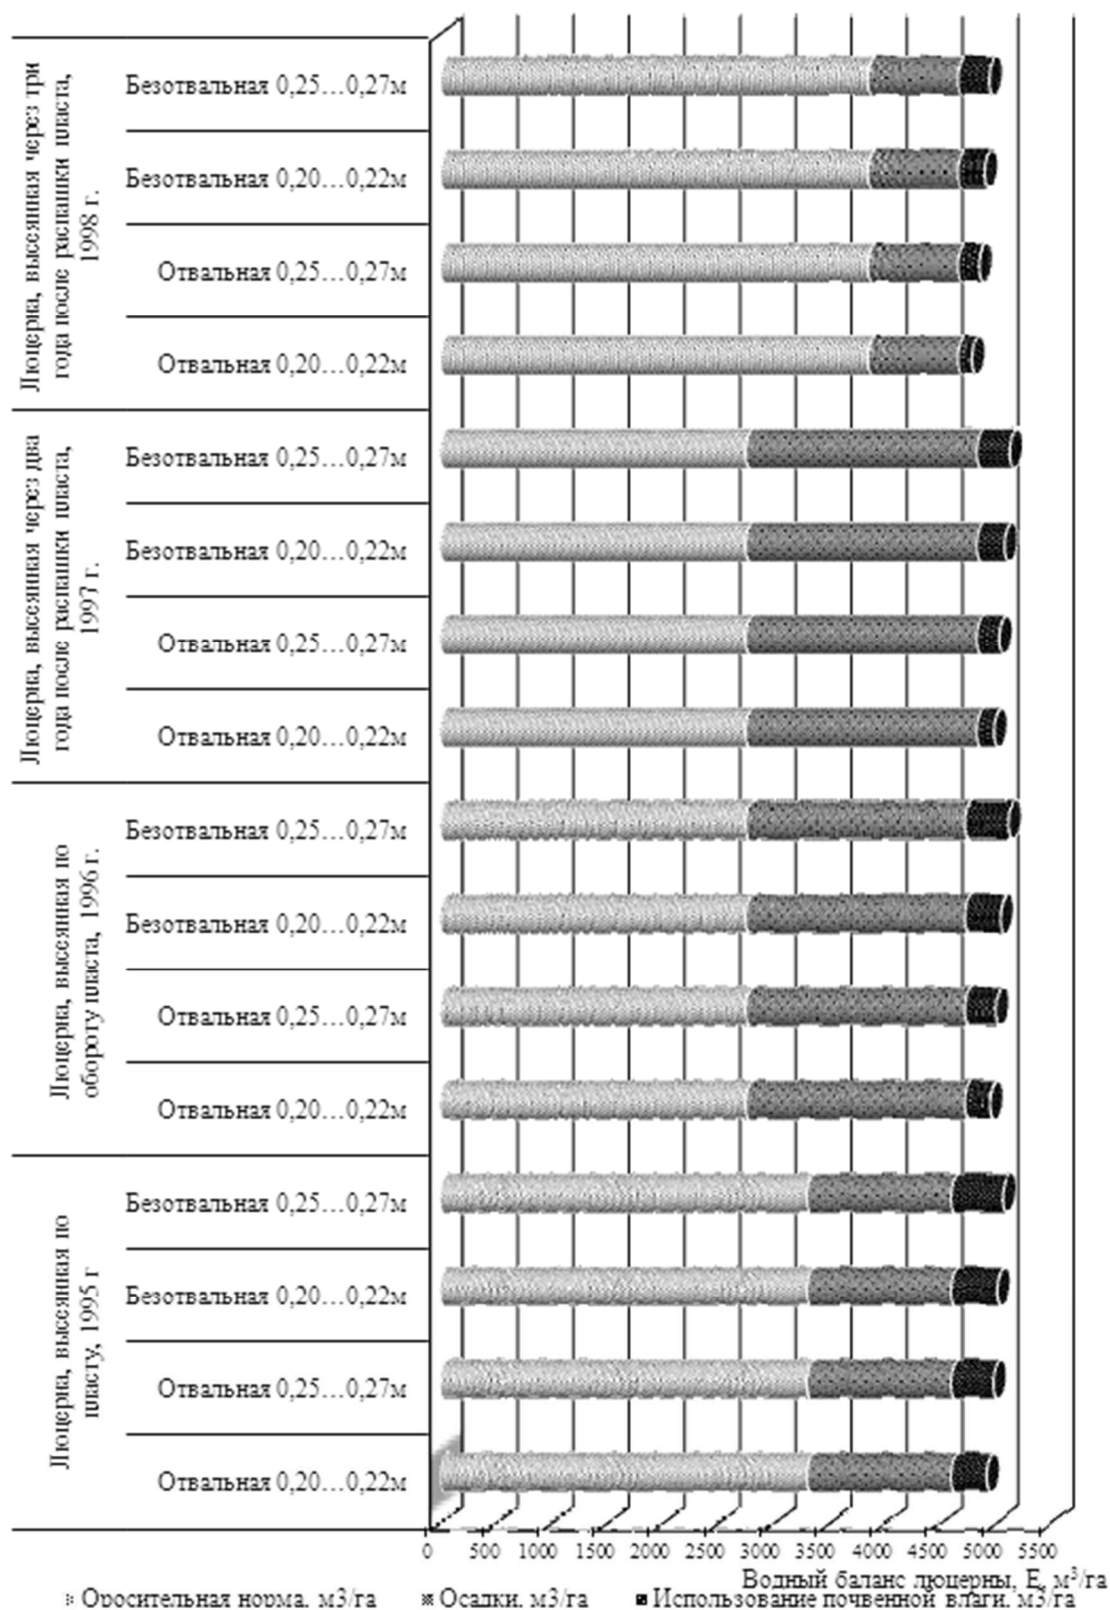 Люцерна, высеянная через три
года после распашки пласта,
1998 г.
Безотвальная 0,25...0,27м
Безотвальная 0,20...0,22м
Отвальная 0,25...0,27м
Отвальная 0,20...0,22м
Люцерна, высеянная через два
года после распашки пласта,
1997 г.
Безотвальная 0,25...0,27м
Безотвальная 0,20...0,22м
Отвальная 0,25...0,27м
Отвальная 0,20...0,22м
Люцерна, высеянная по
обороту пласта, 1996 г.
Безотвальная 0,25...0,27м
Безотвальная 0,20...0,22м
Отвальная 0,25...0,27м
Отвальная 0,20...0,22м
Люцерна, высеянная по
пласту, 1995 г
Безотвальная 0,25...0,27м
Безотвальная 0,20...0,22м
Отвальная 0,25...0,27м
Отвальная 0,20...0,22м
0 500 1000 1500 2000 2500 3000 3500 4000 4500 5000 5500
Водный баланс люцерны, Е, м³/га
Оросительная норма, м3/га Осадки, м3/га Использование почвенной влаги, м3/га